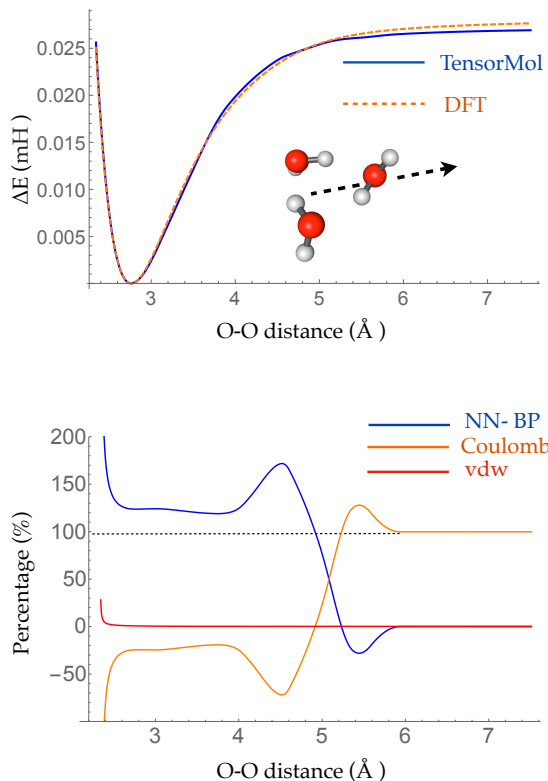 0.025
0.020
0.015
0.010
0.005
ΔE (mH)
TensorMol
DFT
3 4 5 6 7
O-O distance (Å )
NN- BP
Coulomb
vdw
200
150
100
50
0
−50
Percentage (%)
3 4 5 6 7
O-O distance (Å )